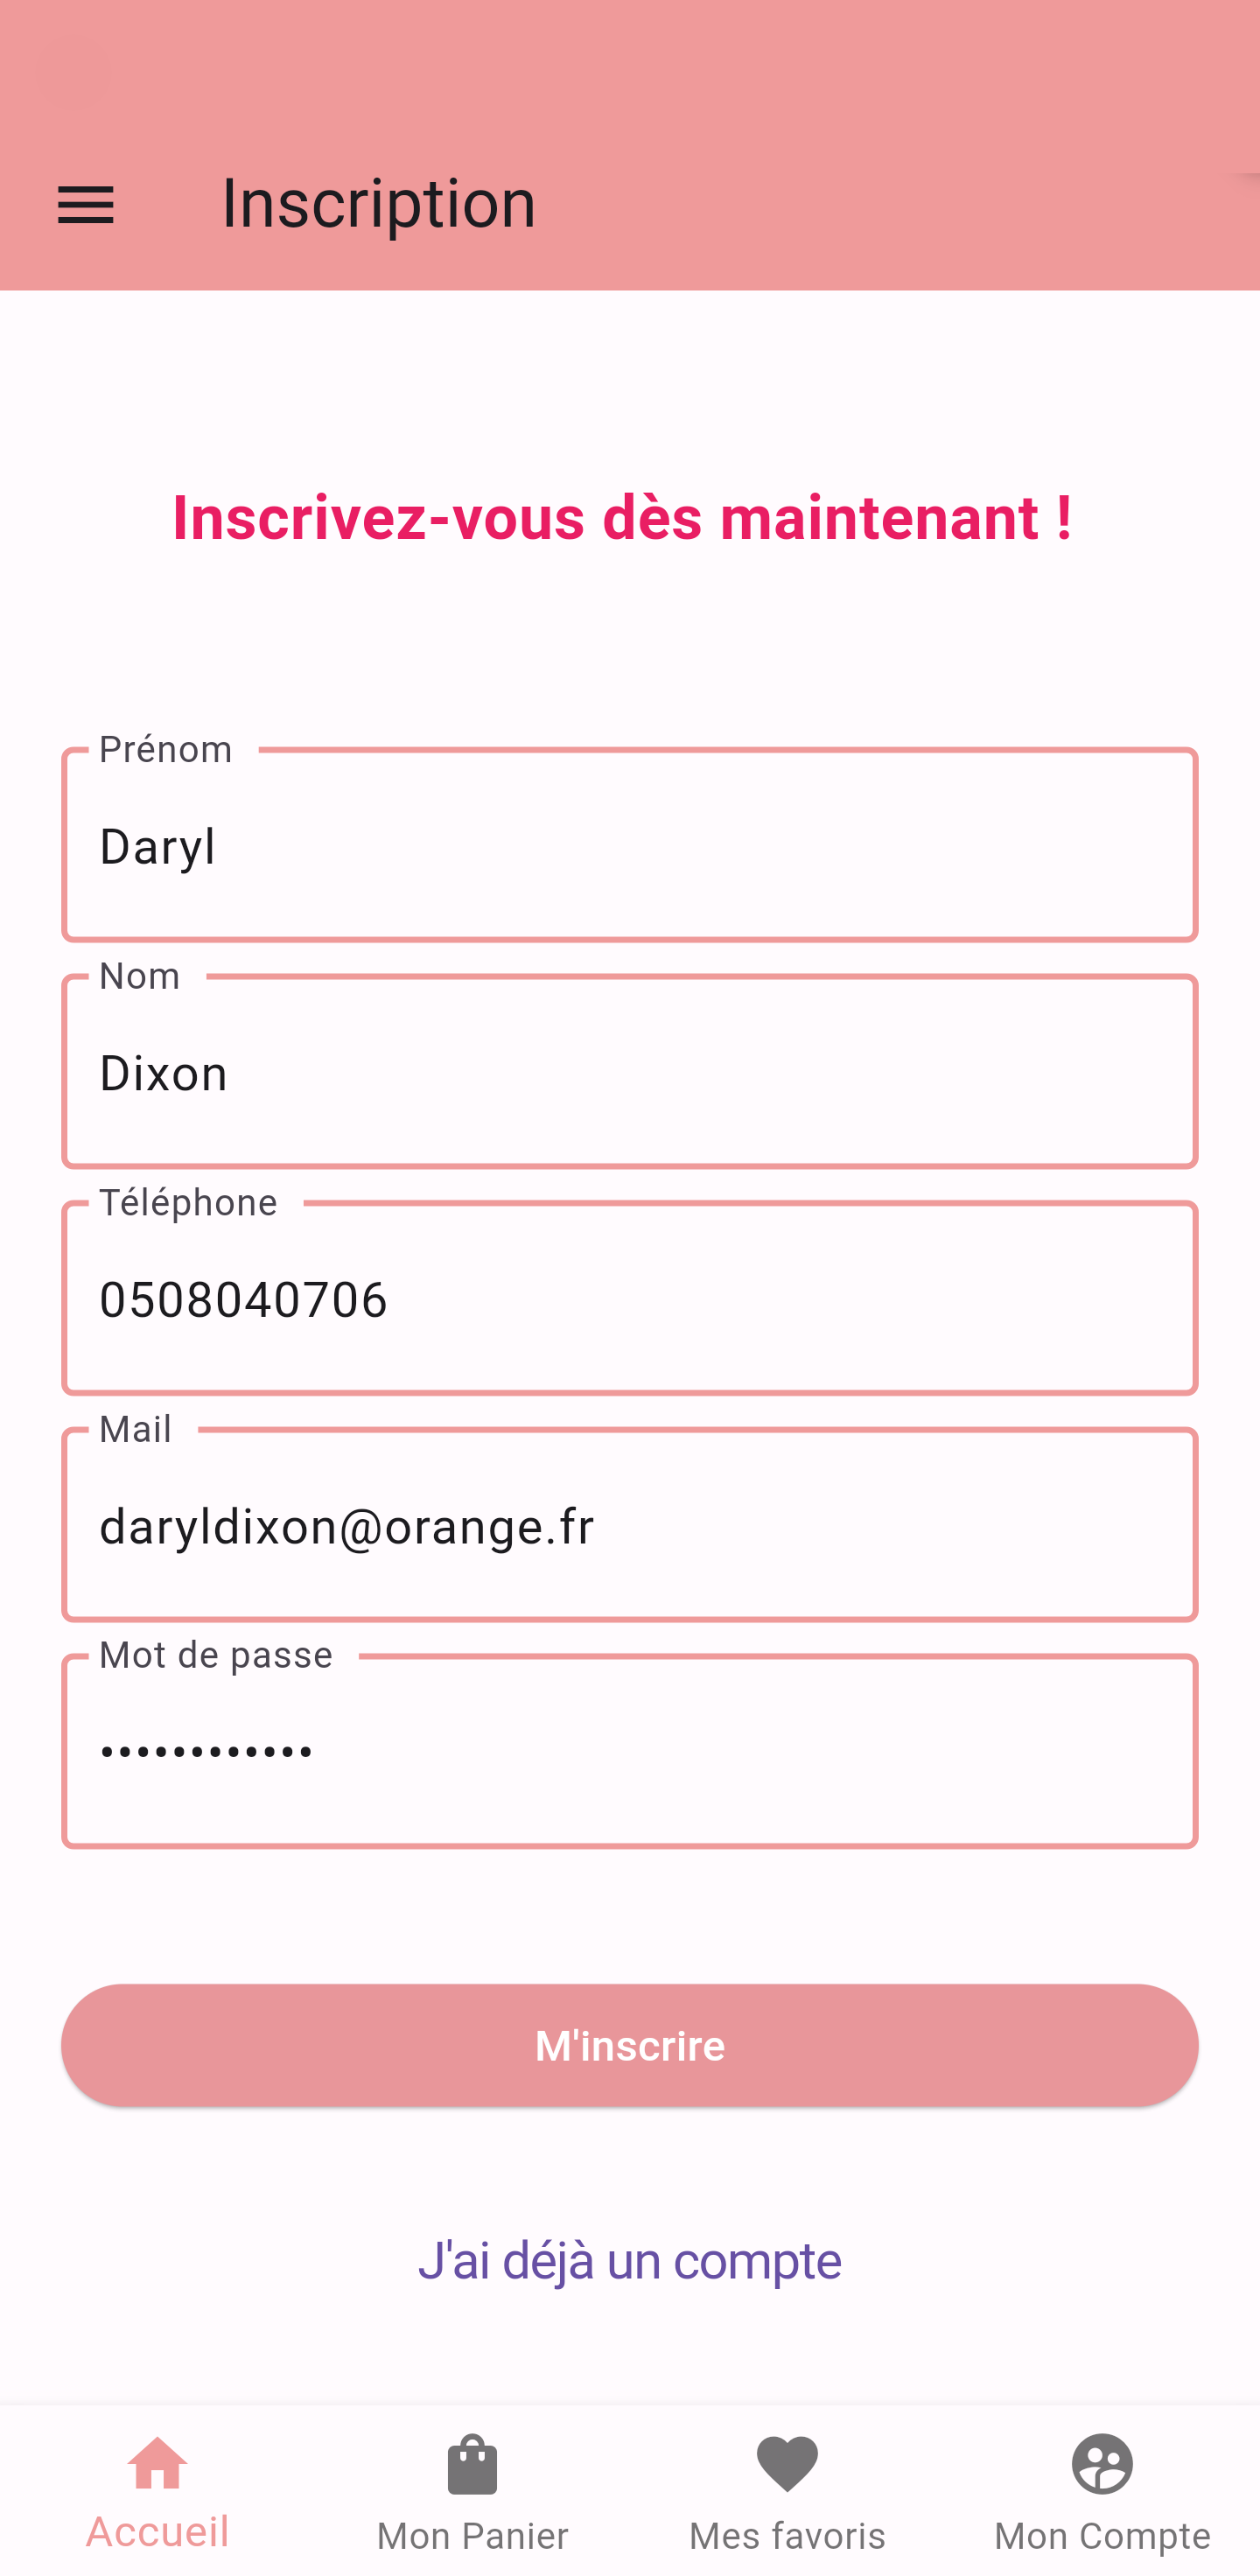 Inscription
Inscrivez-vous dès maintenant !
Prénom
Daryl
Nom
Dixon
Téléphone
0508040706
Mail
daryldixon@orange.fr
Mot de passe
••••••••••••
M'inscrire
J'ai déjà un compte
Accueil
Mon Panier
Mes favoris
Mon Compte